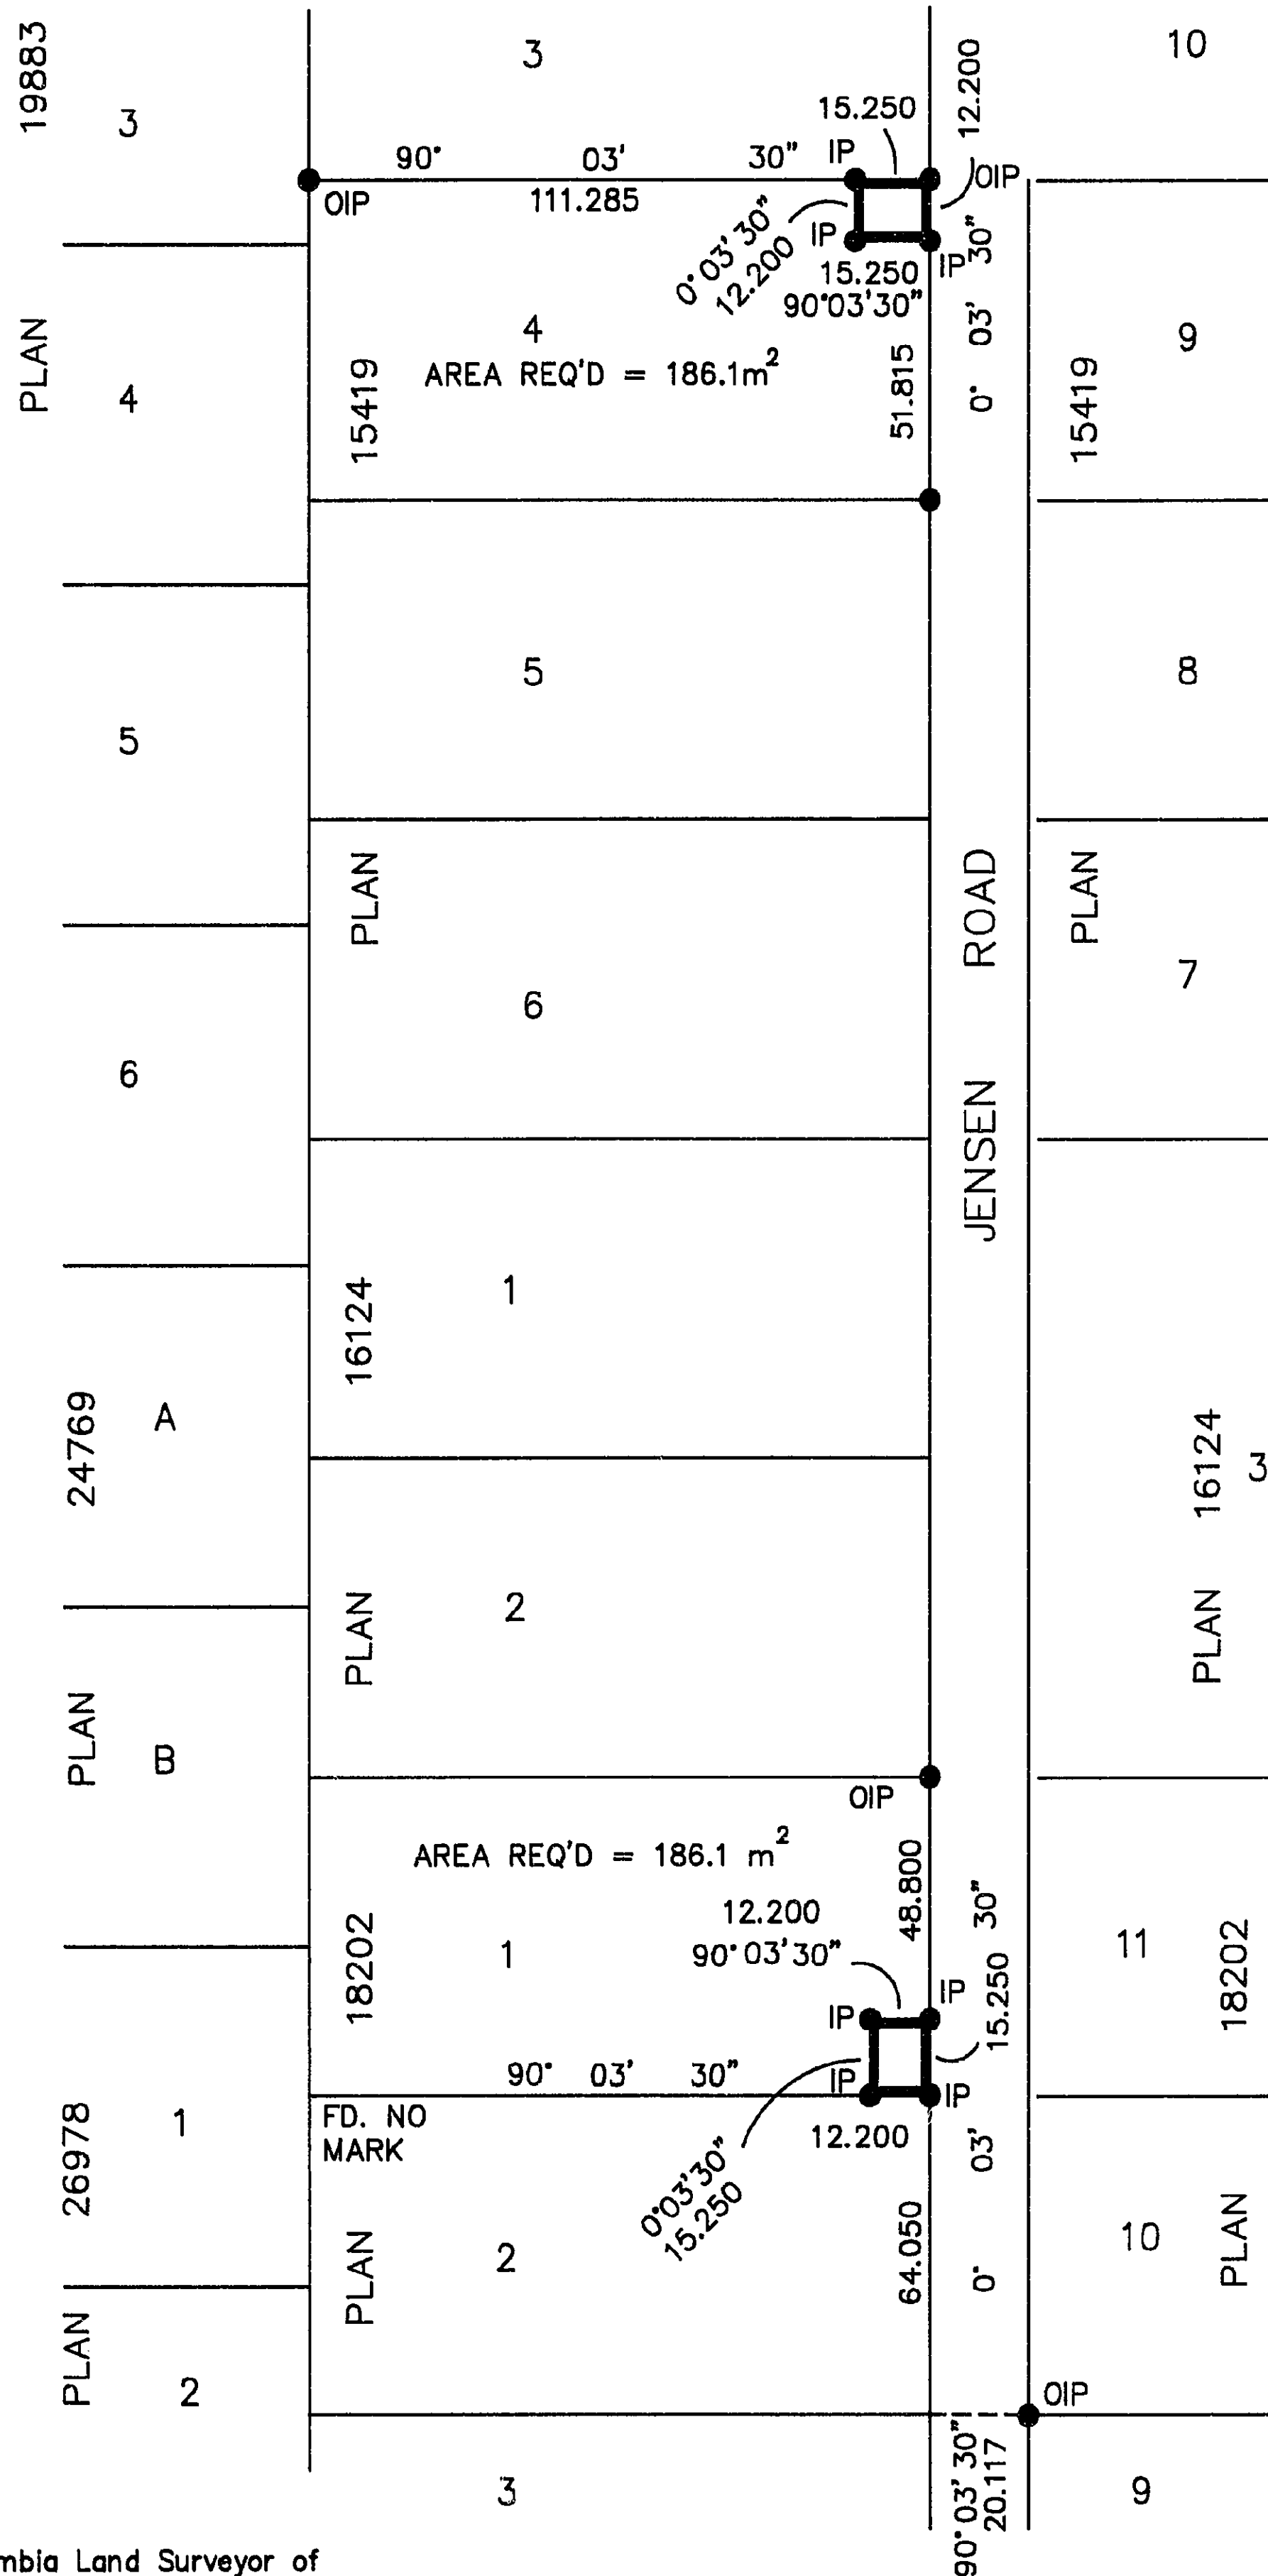 19883
PLAN
3
3
10
12.200
15.250
90° 03' 30"
IP
OIP
OIP
111.285
0°03'30"
12.200
IP
IP
15.250
90°03'30"
0° 03' 30"
4
4
9
15419
15419
AREA REQ'D = 186.1m²
51.815
5
5
8
PLAN
PLAN
JENSEN ROAD
6
6
7
16124
PLAN
1
24769
PLAN
A
16124
PLAN
3
2
B
OIP
AREA REQ'D = 186.1 m²
48.800
12.200
90°03'30"
18202
PLAN
1
11
18202
PLAN
0° 03' 30"
15.250
IP
IP
90° 03' 30"
IP
IP
FD. NO
MARK
12.200
0°03'30"
15.250
26978
PLAN
1
64.050
2
10
2
OIP
90°03'30"
20.117
3
9
mbia Land Surveyor of